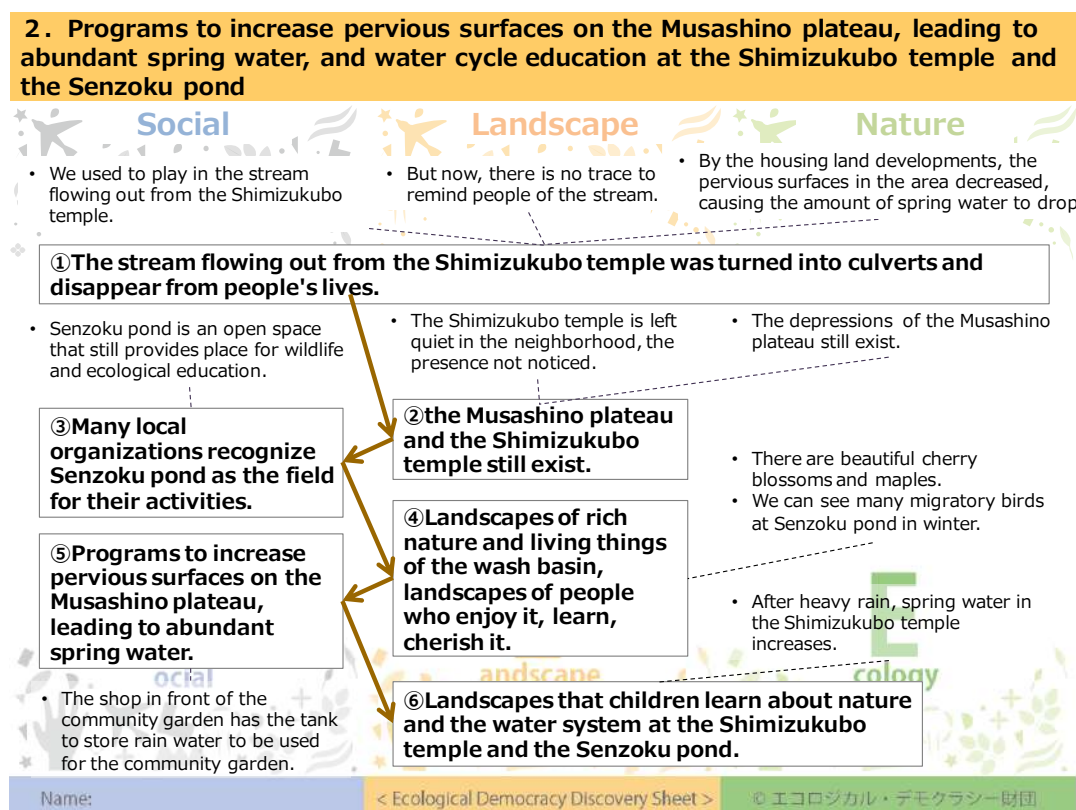 2．Programs to increase pervious surfaces on the Musashino plateau, leading to
abundant spring water, and water cycle education at the Shimizukubo temple and
the Senzoku pond
Social
Landscape
Nature
• We used to play in the stream
flowing out from the Shimizukubo
temple.
• But now, there is no trace to
remind people of the stream.
• By the housing land developments, the
pervious surfaces in the area decreased,
causing the amount of spring water to drop
①The stream flowing out from the Shimizukubo temple was turned into culverts and
disappear from people's lives.
• Senzoku pond is an open space
that still provides place for wildlife
and ecological education.
• The Shimizukubo temple is left
quiet in the neighborhood, the
presence not noticed.
• The depressions of the Musashino
plateau still exist.
②the Musashino plateau
and the Shimizukubo
temple still exist.
③Many local
organizations recognize
Senzoku pond as the field
for their activities.
• There are beautiful cherry
blossoms and maples.
• We can see many migratory birds
at Senzoku pond in winter.
④Landscapes of rich
nature and living things
of the wash basin,
landscapes of people
who enjoy it, learn,
cherish it.
⑤Programs to increase
pervious surfaces on the
Musashino plateau,
leading to abundant
spring water.
• After heavy rain, spring water in
the Shimizukubo temple
increases.
E
ocial
andscape
cology
• The shop in front of the
community garden has the tank
to store rain water to be used
for the community garden.
⑥Landscapes that children learn about nature
and the water system at the Shimizukubo
temple and the Senzoku pond.
Name:
< Ecological Democracy Discovery Sheet >
© エコロジカル・デモクラシー財団